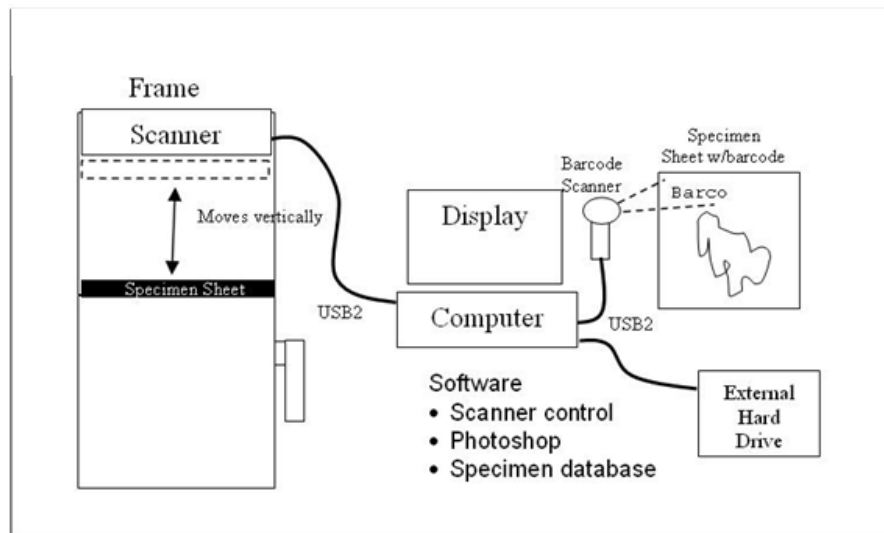 Frame
Scanner
Moves vertically
Specimen Sheet
USB2
Display
Computer
Barcode
Scanner
Specimen
Sheet w/barcode
Barco
USB2
Software
• Scanner control
• Photoshop
• Specimen database
External
Hard
Drive